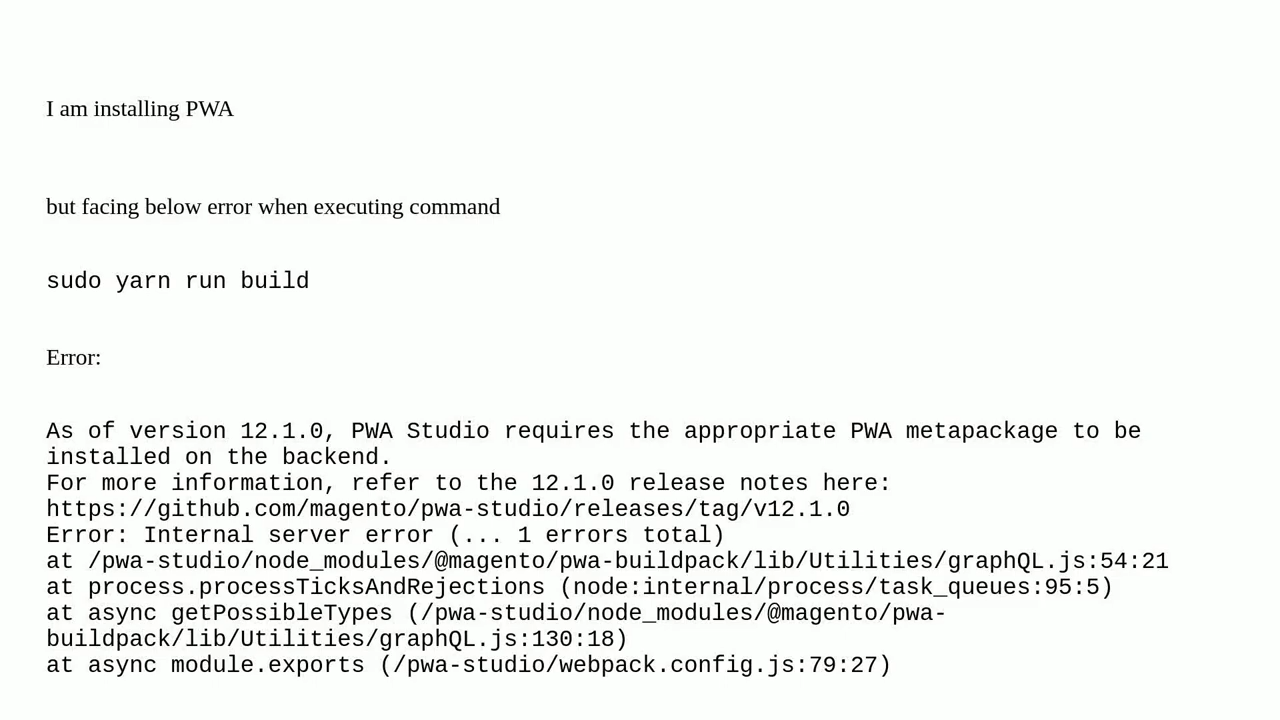 I am installing PWA
but facing below error when executing command
sudo yarn run build
Error:
As of version 12.1.0, PWA Studio requires the appropriate PWA metapackage to be
installed on the backend.
For more information, refer to the 12.1.0 release notes here:
https://github.com/magento/pwa-studio/releases/tag/v12.1.0
Error: Internal server error (... 1 errors total)
at /pwa-studio/node_modules/@magento/pwa-buildpack/lib/Utilities/graphQL.js:54:21
at process.processTicksAndRejections (node:internal/process/task_queues:95:5)
at async getPossibleTypes (/pwa-studio/node_modules/@magento/pwa-
buildpack/lib/Utilities/graphQL.js:130:18)
at async module.exports (/pwa-studio/webpack.config.js:79:27)